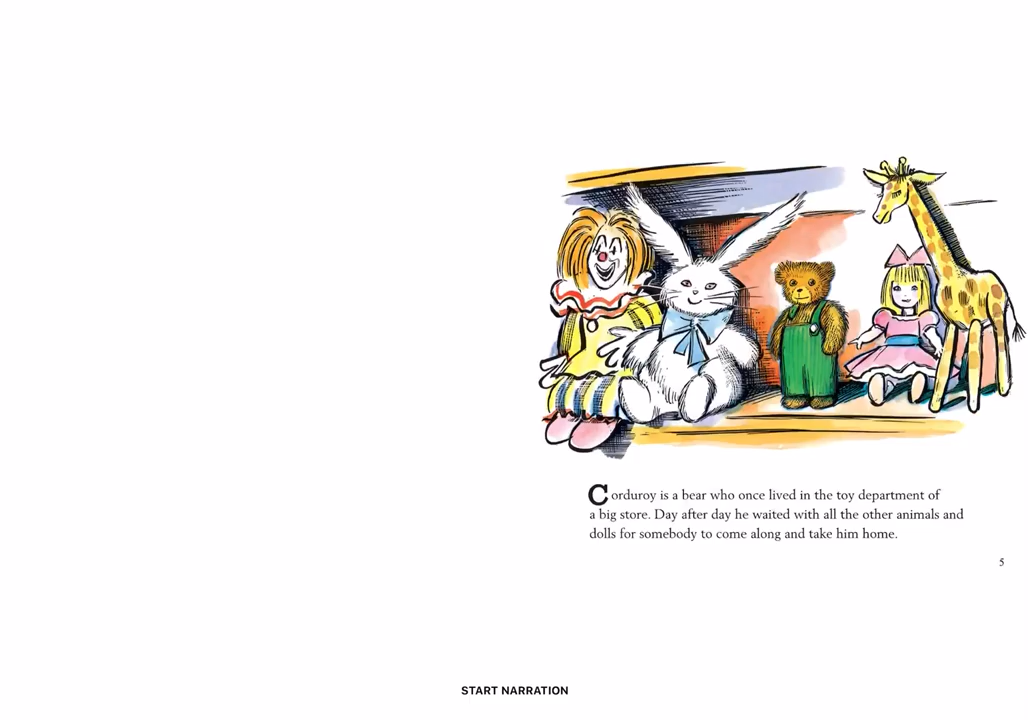 Corduroy is a bear who once lived in the toy department of
a big store. Day after day he waited with all the other animals and
dolls for somebody to come along and take him home.
5
START NARRATION